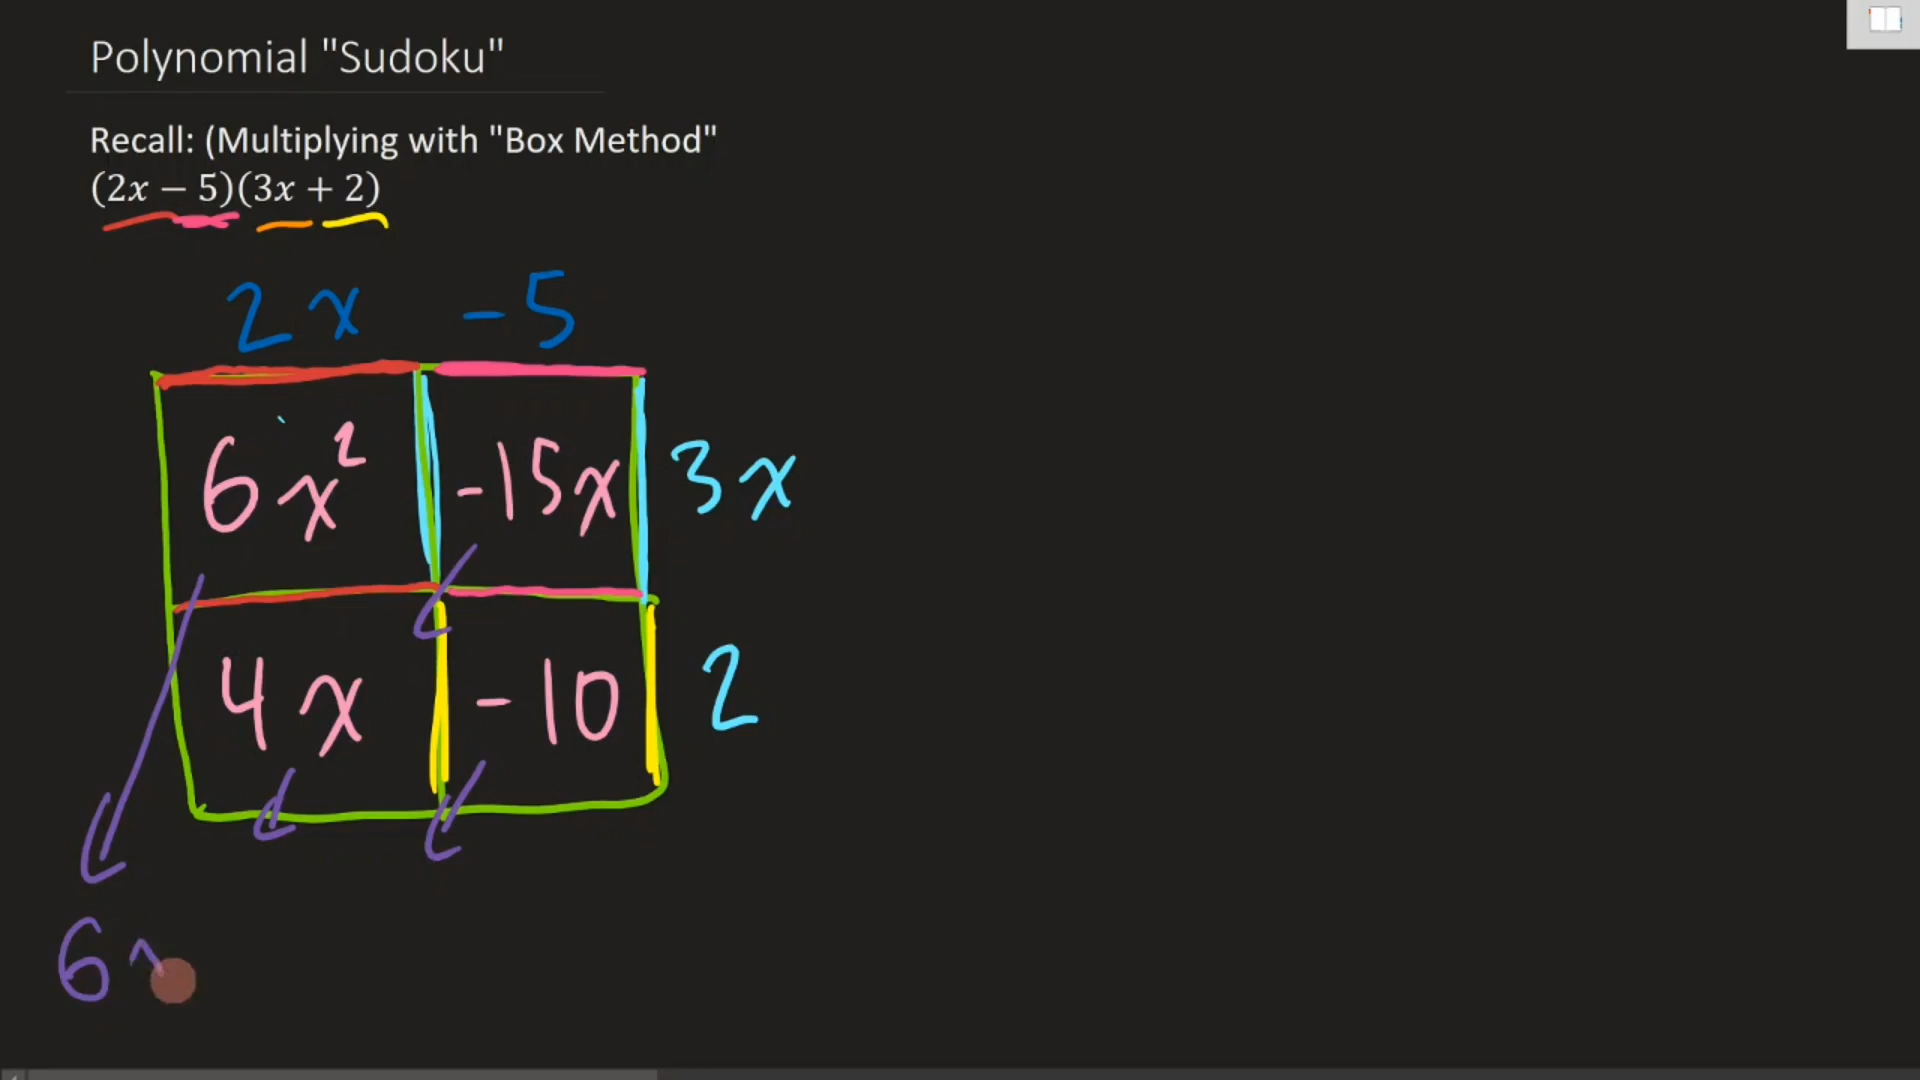 Polynomial "Sudoku"
Recall: (Multiplying with "Box Method"
(2x − 5)(3x + 2)
2x -5
6x² -15x 3x
4x -10 2
6